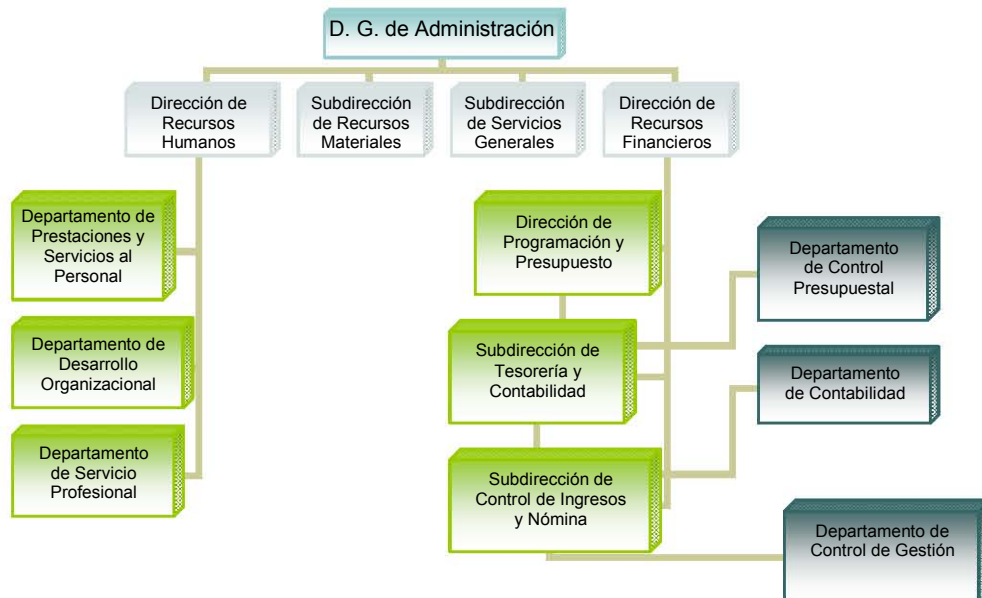 D. G. de Administración
Dirección de
Recursos
Humanos
Subdirección
de Recursos
Materiales
Subdirección
de Servicios
Generales
Dirección de
Recursos
Financieros
Departamento de
Prestaciones y
Servicios al
Personal
Departamento de
Desarrollo
Organizacional
Departamento
de Servicio
Profesional
Dirección de
Programación y
Presupuesto
Subdirección de
Tesorería y
Contabilidad
Subdirección de
Control de Ingresos
y Nómina
Departamento
de Control
Presupuestal
Departamento
de Contabilidad
Departamento de
Control de Gestión